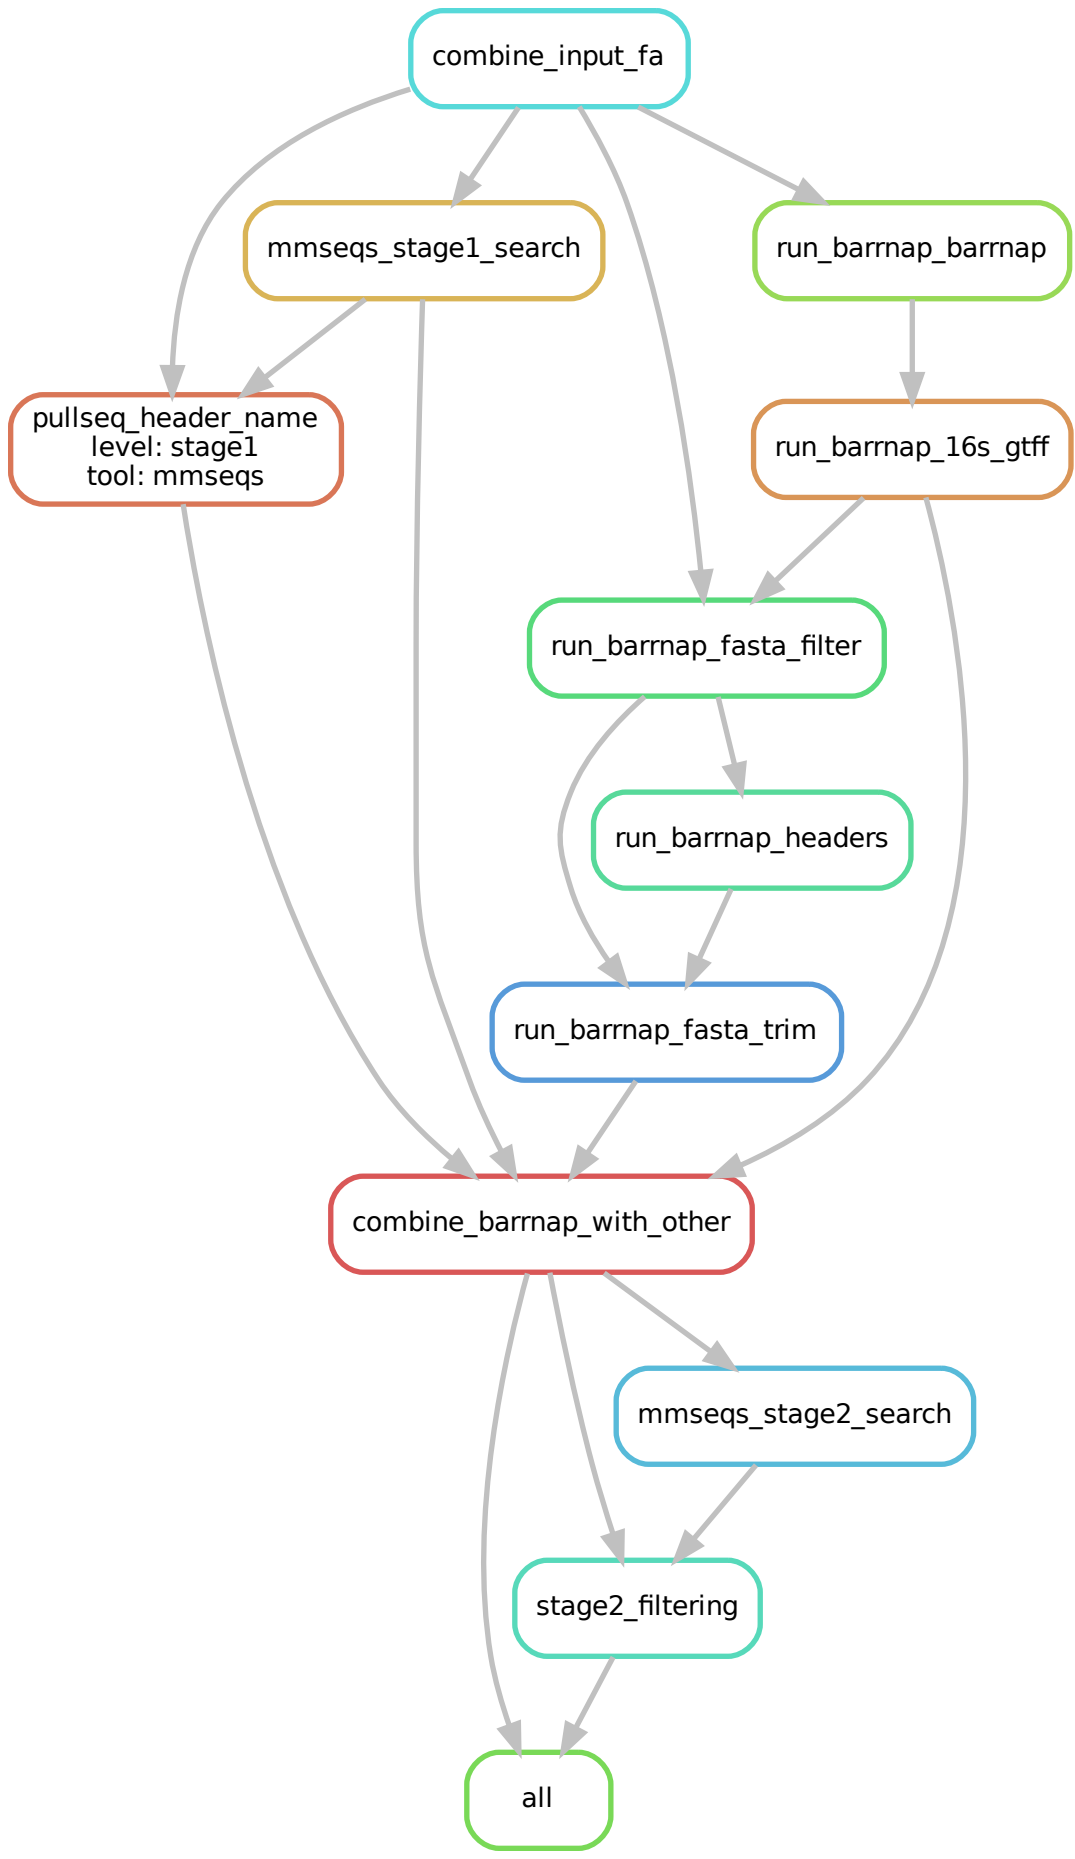 combine_input_fa
mmseqs_stage1_search
run_barrnap_barrnap
pullseq_header_name
level: stage1
tool: mmseqs
run_barrnap_16s_gtff
run_barrnap_fasta_filter
run_barrnap_headers
run_barrnap_fasta_trim
combine_barrnap_with_other
mmseqs_stage2_search
stage2_filtering
all